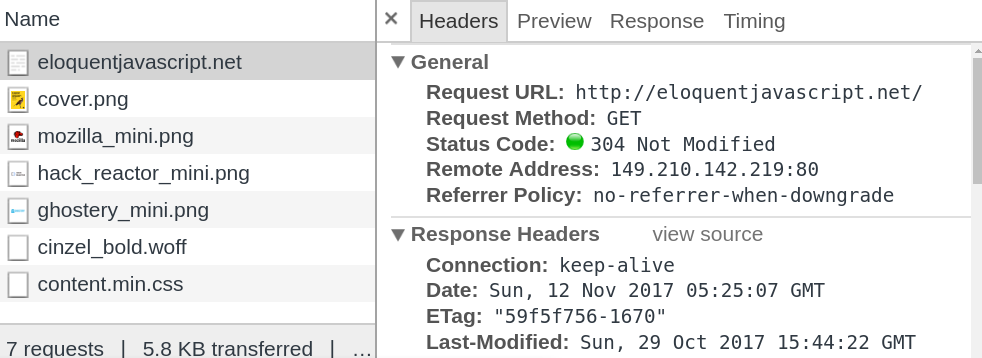 Name
× Headers Preview Response Timing
eloquentjavascript.net
cover.png
mozilla_mini.png
hack_reactor_mini.png
ghostery_mini.png
cinzel_bold.woff
content.min.css
7 requests | 5.8 KB transferred | ...
▼ General
Request URL: http://eloquentjavascript.net/
Request Method: GET
Status Code: 304 Not Modified
Remote Address: 149.210.142.219:80
Referrer Policy: no-referrer-when-downgrade
▼ Response Headers view source
Connection: keep-alive
Date: Sun, 12 Nov 2017 05:25:07 GMT
ETag: "59f5f756-1670"
Last-Modified: Sun, 29 Oct 2017 15:44:22 GMT